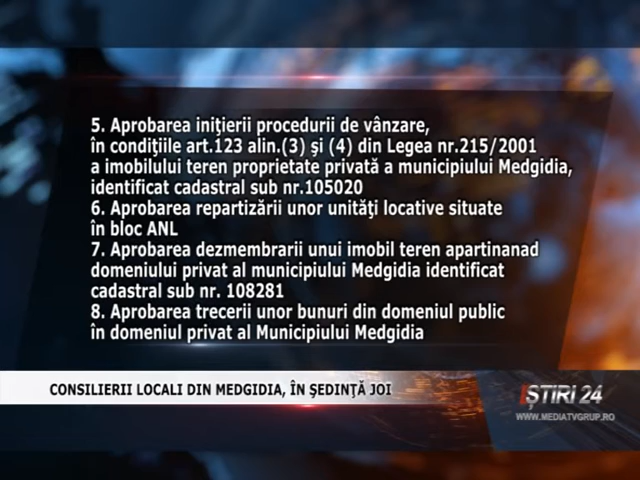 5. Aprobarea iniţierii procedurii de vânzare,
în condiţiile art.123 alin.(3) şi (4) din Legea nr.215/2001
a imobilului teren proprietate privată a municipiului Medgidia,
identificat cadastral sub nr.105020
6. Aprobarea repartizării unor unităţi locative situate
în bloc ANL
7. Aprobarea dezmembrarii unui imobil teren apartinanad
domeniului privat al municipiului Medgidia identificat
cadastral sub nr. 108281
8. Aprobarea trecerii unor bunuri din domeniul public
în domeniul privat al Municipiului Medgidia
CONSILIERII LOCALI DIN MEDGIDIA, ÎN ŞEDINŢĂ JOI
ŞTIRI 24
WWW.MEDIATVGRUP.RO